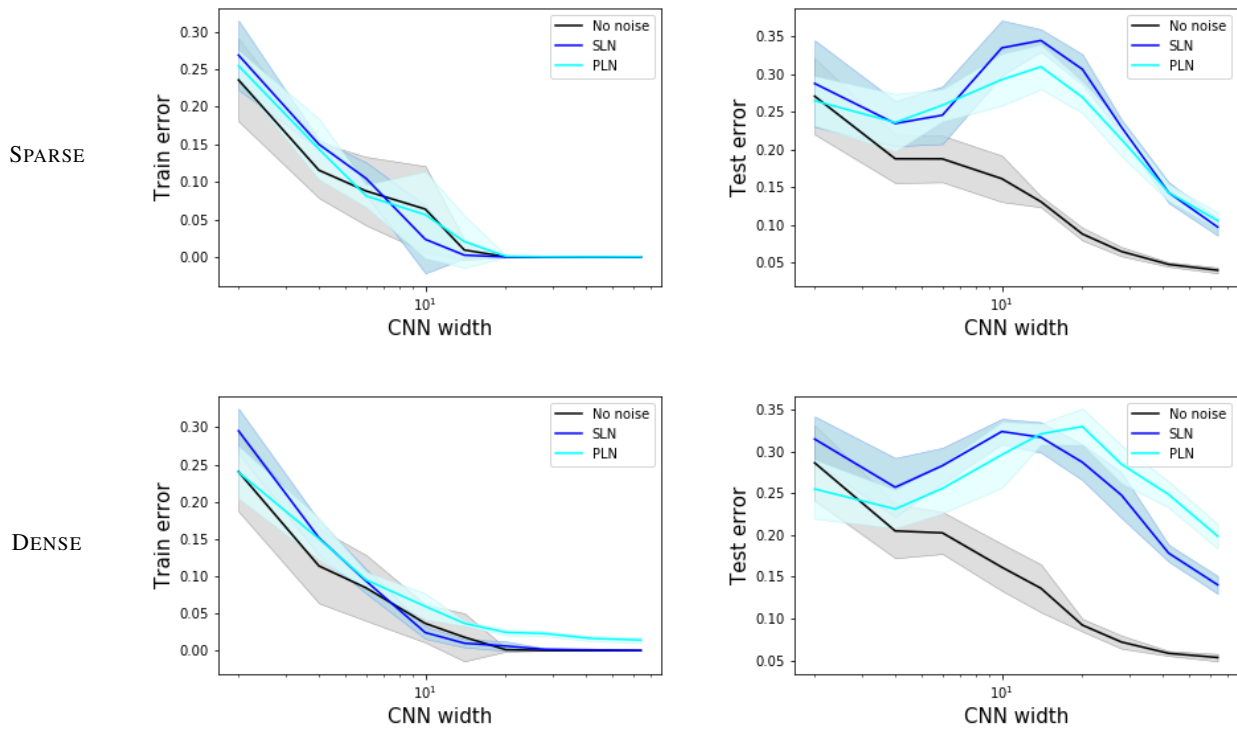 SPARSE
Train error
0.30
0.25
0.20
0.15
0.10
0.05
0.00
No noise
SLN
PLN
10¹
CNN width
Test error
0.35
0.30
0.25
0.20
0.15
0.10
0.05
No noise
SLN
PLN
10¹
CNN width
DENSE
Train error
0.30
0.25
0.20
0.15
0.10
0.05
0.00
No noise
SLN
PLN
10¹
CNN width
Test error
0.35
0.30
0.25
0.20
0.15
0.10
0.05
No noise
SLN
PLN
10¹
CNN width